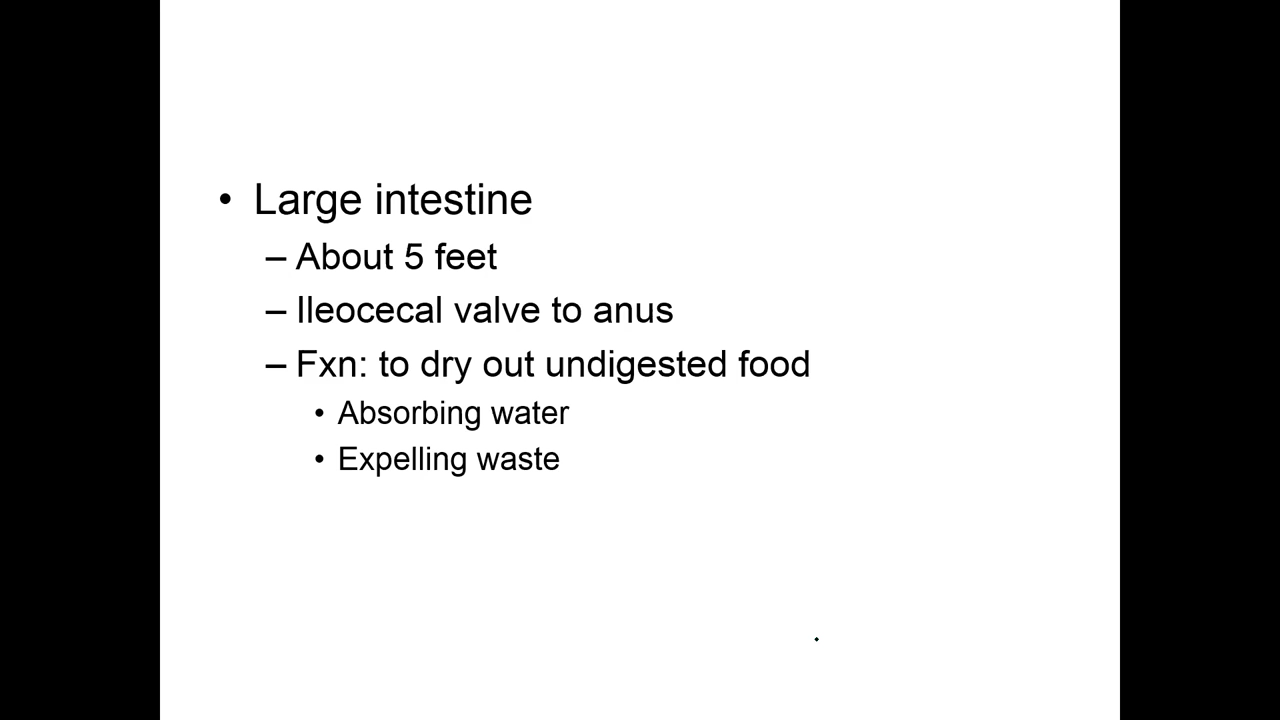 • Large intestine
– About 5 feet
– Ileocecal valve to anus
– Fxn: to dry out undigested food
• Absorbing water
• Expelling waste